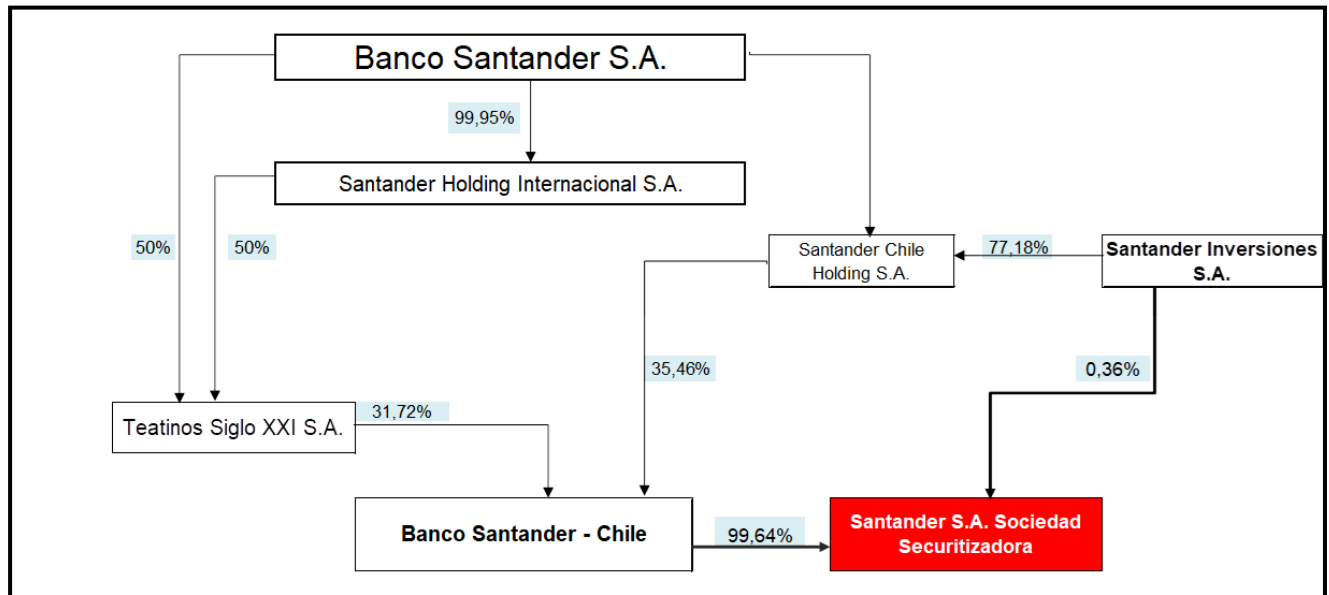 Banco Santander S.A.
99,95%
Santander Holding Internacional S.A.
50%
50%
Santander Chile
Holding S.A.
77,18%
Santander Inversiones
S.A.
35,46%
0,36%
Teatinos Siglo XXI S.A.
31,72%
Banco Santander - Chile
99,64%
Santander S.A. Sociedad
Securitizadora